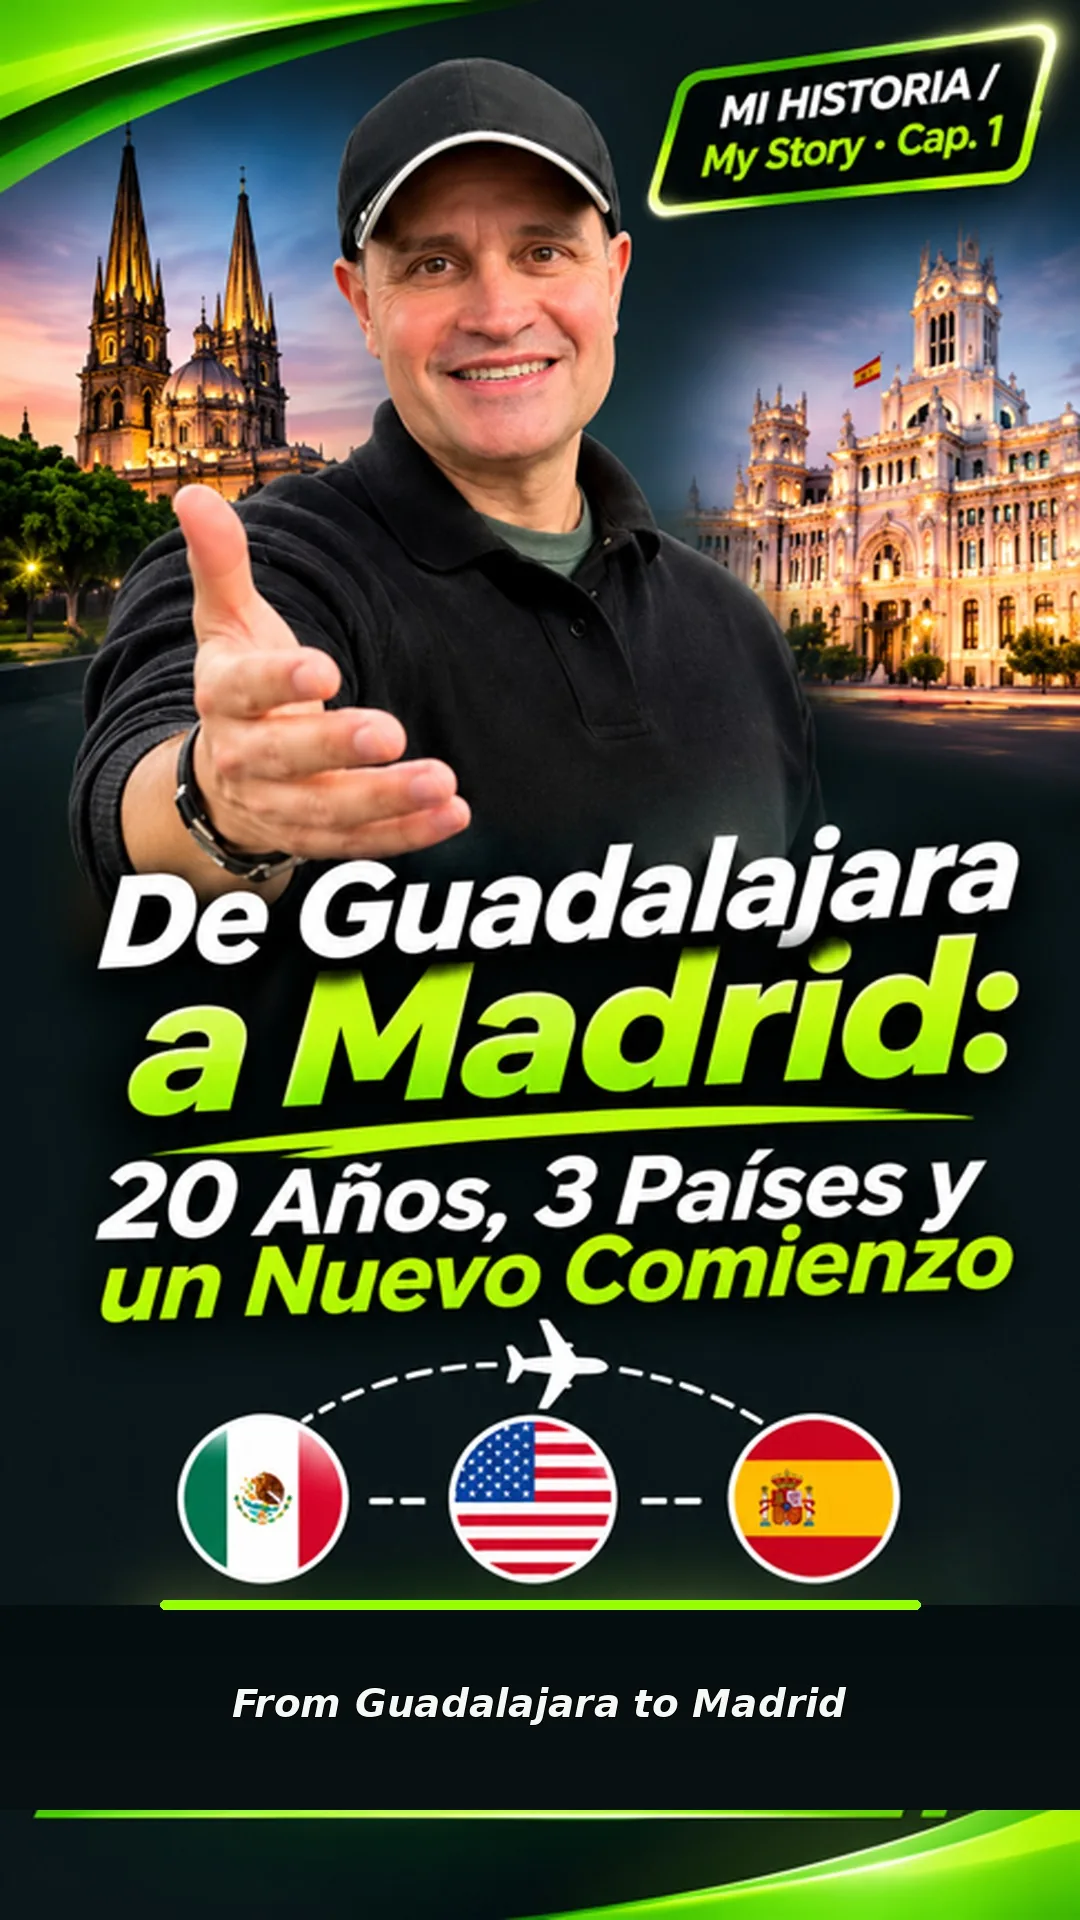 MI HISTORIA /
My Story • Cap. 1
De Guadalajara
a Madrid:
20 Años, 3 Países y
un Nuevo Comienzo
From Guadalajara to Madrid